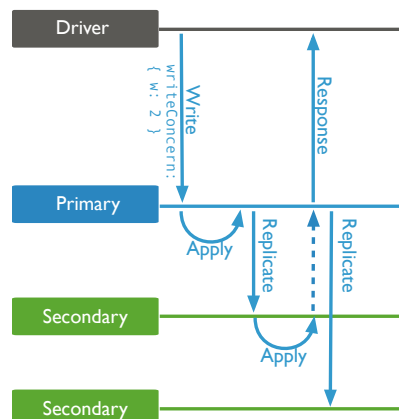 Driver
Write
writeConcern:
{ w: 2 }
Response
Primary
Apply
Replicate
Replicate
Secondary
Apply
Secondary